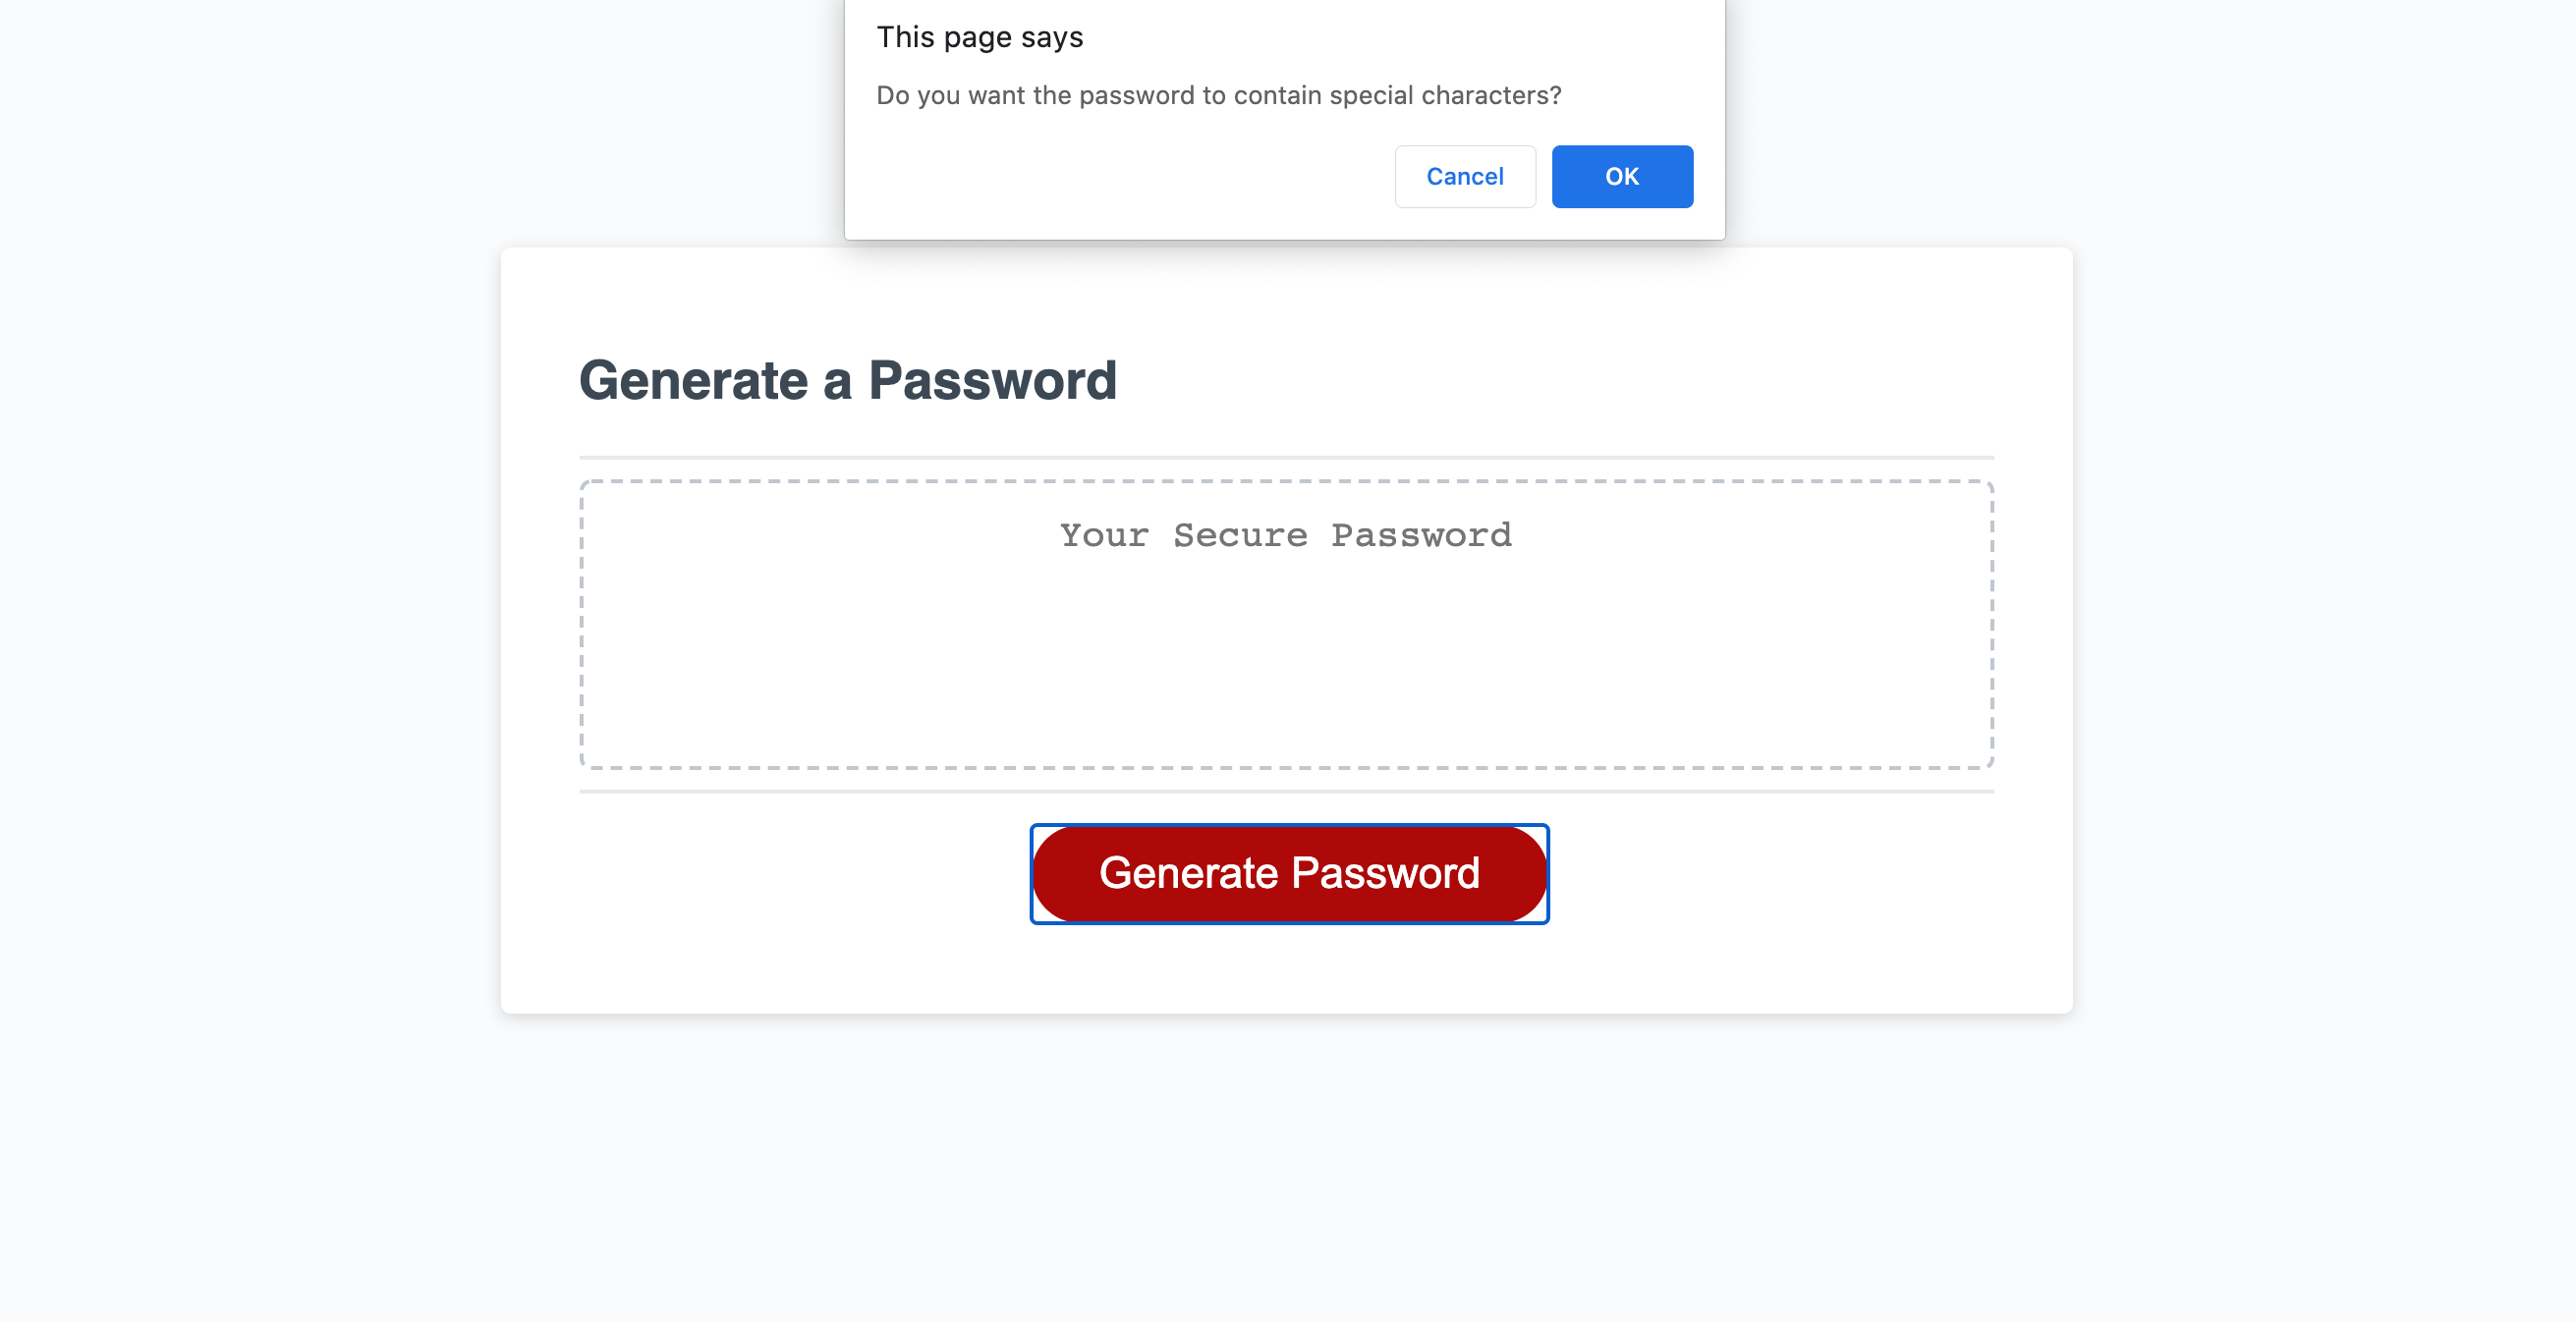 This page says
Do you want the password to contain special characters?
Cancel
OK
Generate a Password
Your Secure Password
Generate Password